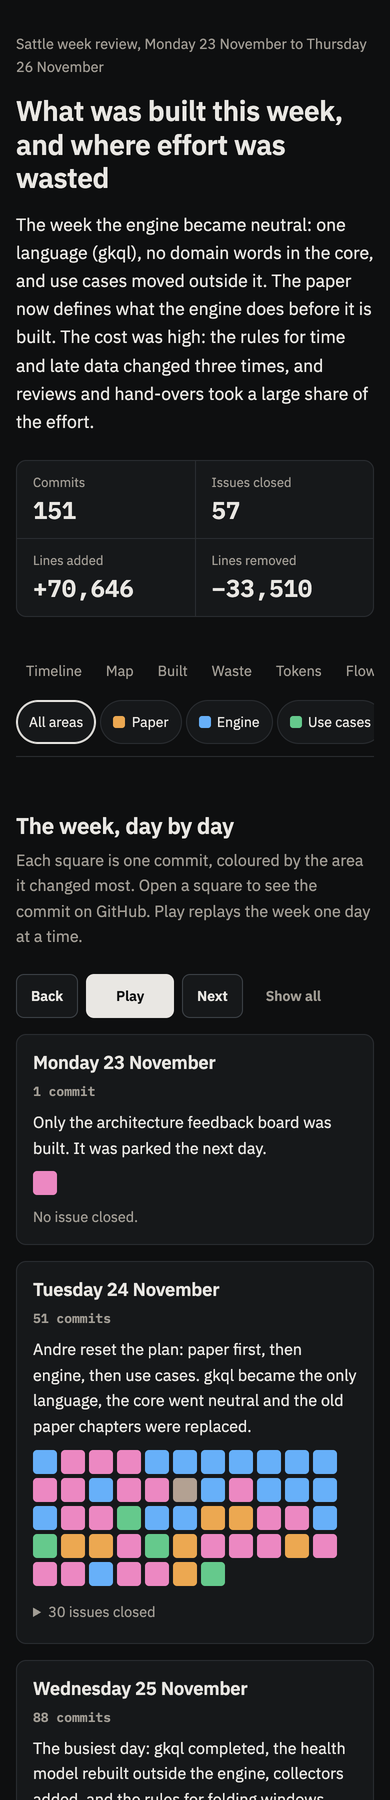 Sattle week review, Monday 23 November to Thursday
26 November
What was built this week,
and where effort was
wasted
The week the engine became neutral: one
language (gkql), no domain words in the core,
and use cases moved outside it. The paper
now defines what the engine does before it is
built. The cost was high: the rules for time
and late data changed three times, and
reviews and hand-overs took a large share of
the effort.
Commits
151
Issues closed
57
Lines added
+70,646
Lines removed
−33,510
Timeline Map Built Waste Tokens Flow
All areas Paper Engine Use cases
The week, day by day
Each square is one commit, coloured by the area
it changed most. Open a square to see the
commit on GitHub. Play replays the week one day
at a time.
Back Play Next Show all
Monday 23 November
1 commit
Only the architecture feedback board was
built. It was parked the next day.
No issue closed.
Tuesday 24 November
51 commits
Andre reset the plan: paper first, then
engine, then use cases. gkql became the only
language, the core went neutral and the old
paper chapters were replaced.
30 issues closed
Wednesday 25 November
88 commits
The busiest day: gkql completed, the health
model rebuilt outside the engine, collectors
added, and the rules for folding windows